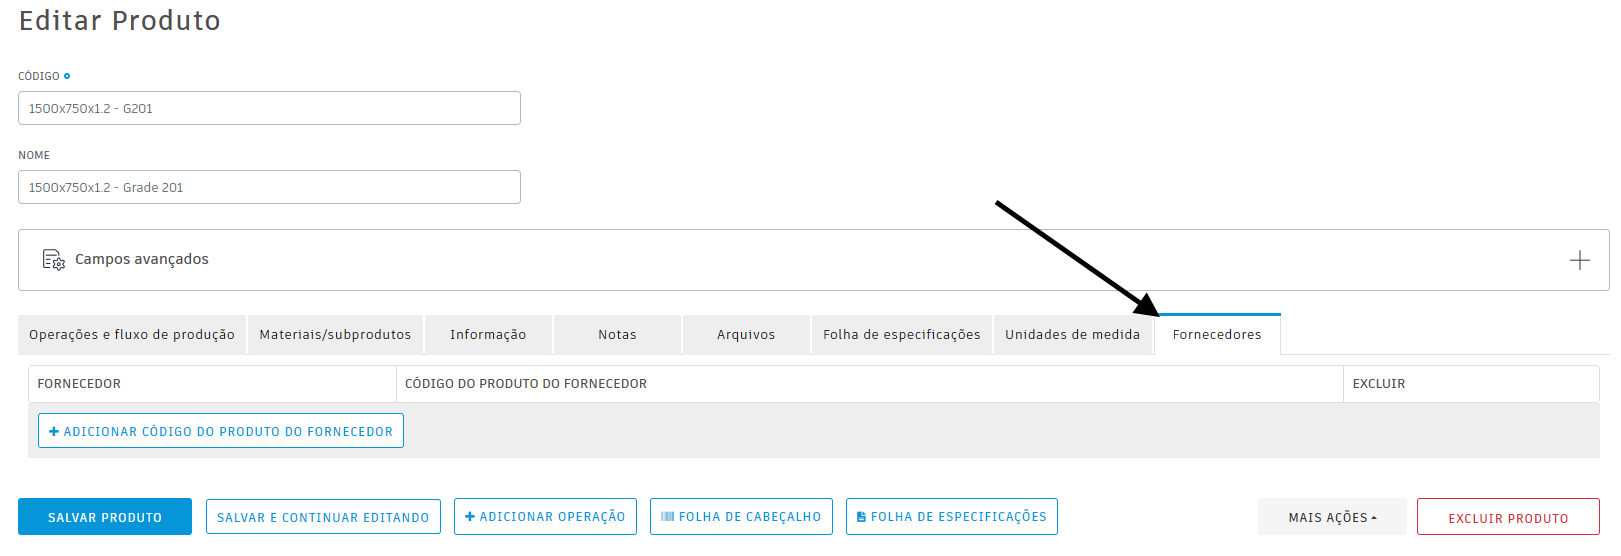 Editar Produto
CÓDIGO
1500x750x1.2 - G201
NOME
1500x750x1.2 - Grade 201
Campos avançados
Operações e fluxo de produção
Materiais/subprodutos
Informação
Notas
Arquivos
Folha de especificações
Unidades de medida
Fornecedores
FORNECEDOR
CÓDIGO DO PRODUTO DO FORNECEDOR
EXCLUIR
+ ADICIONAR CÓDIGO DO PRODUTO DO FORNECEDOR
SALVAR PRODUTO
SALVAR E CONTINUAR EDITANDO
+ ADICIONAR OPERAÇÃO
FOLHA DE CABEÇALHO
FOLHA DE ESPECIFICAÇÕES
MAIS AÇÕES
EXCLUIR PRODUTO